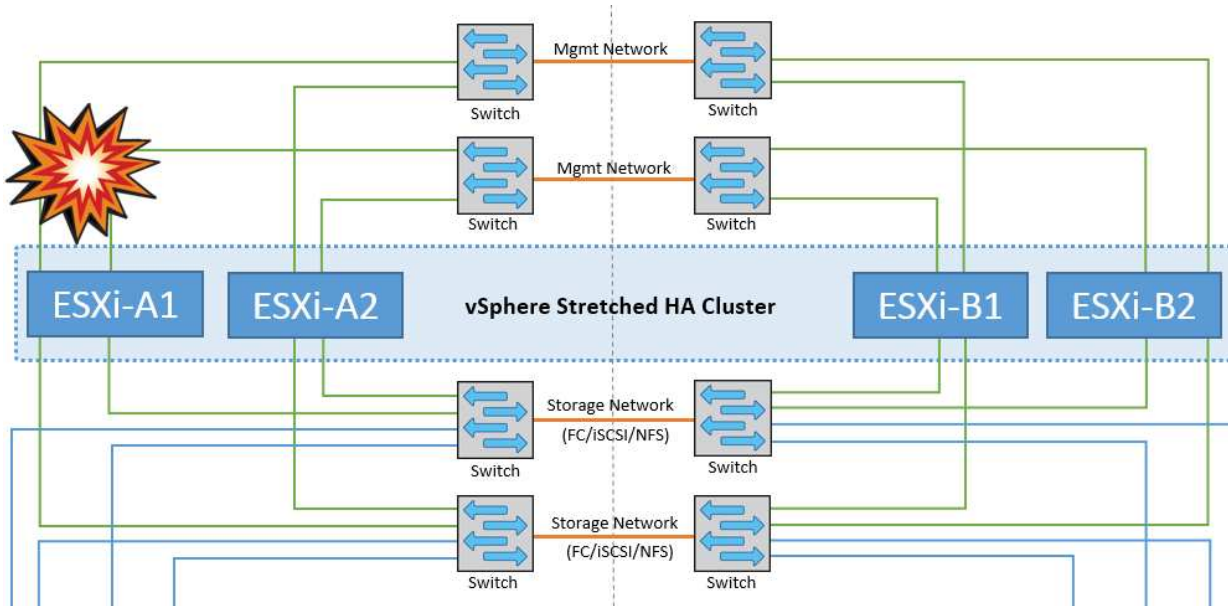 Mgmt Network
Switch
Switch
Mgmt Network
Switch
Switch
ESXi-A1
ESXi-A2
vSphere Stretched HA Cluster
ESXi-B1
ESXi-B2
Storage Network
(FC/iSCSI/NFS)
Switch
Switch
Storage Network
(FC/iSCSI/NFS)
Switch
Switch